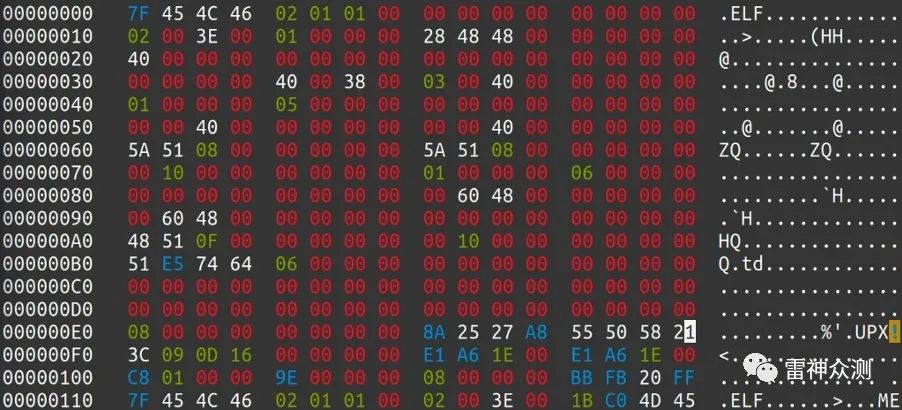 00000000 7F 45 4C 46 02 01 01 00 00 00 00 00 00 00 00 00 .ELF............
00000010 02 00 3E 00 01 00 00 00 28 48 48 00 00 00 00 00 ..>.....(HH.....
00000020 40 00 00 00 00 00 00 00 00 00 00 00 00 00 00 00 @...............
00000030 00 00 00 00 40 00 38 00 03 00 40 00 00 00 00 00 ....@.8...@.....
00000040 01 00 00 00 05 00 00 00 00 00 00 00 00 00 00 00 ................
00000050 00 00 40 00 00 00 00 00 00 00 40 00 00 00 00 00 ..@.......@.....
00000060 5A 51 08 00 00 00 00 00 5A 51 08 00 00 00 00 00 ZQ......ZQ......
00000070 00 10 00 00 00 00 00 00 01 00 00 00 06 00 00 00 ................
00000080 00 00 00 00 00 00 00 00 00 60 48 00 00 00 00 00 .........`H.....
00000090 00 60 48 00 00 00 00 00 00 00 00 00 00 00 00 00 .`H.............
000000A0 48 51 0F 00 00 00 00 00 00 10 00 00 00 00 00 00 HQ..............
000000B0 51 E5 74 64 06 00 00 00 00 00 00 00 00 00 00 00 Q.td............
000000C0 00 00 00 00 00 00 00 00 00 00 00 00 00 00 00 00 ................
000000D0 00 00 00 00 00 00 00 00 00 00 00 00 00 00 00 00 ................
000000E0 08 00 00 00 00 00 00 00 8A 25 27 A8 55 50 58 21 .........%'.UPX!
000000F0 3C 09 0D 16 00 00 00 00 E1 A6 1E 00 E1 A6 1E 00 <...............
00000100 C8 01 00 00 9E 00 00 00 08 00 00 00 BB FB 20 FF .............. .
00000110 7F 45 4C 46 02 01 01 00 02 00 3E 00 1B C0 4D 45 .ELF......>...ME
雷神众测